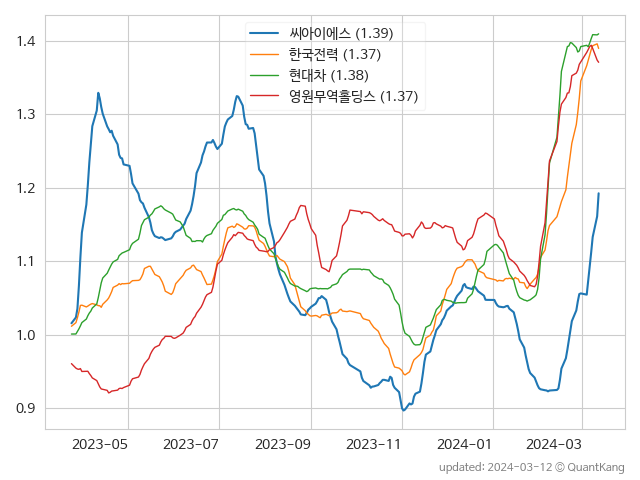 씨아이에스 (1.39)
한국전력 (1.37)
현대차 (1.38)
영원무역홀딩스 (1.37)
1.4
1.3
1.2
1.1
1.0
0.9
2023-05 2023-07 2023-09 2023-11 2024-01 2024-03
updated: 2024-03-12 © QuantKang